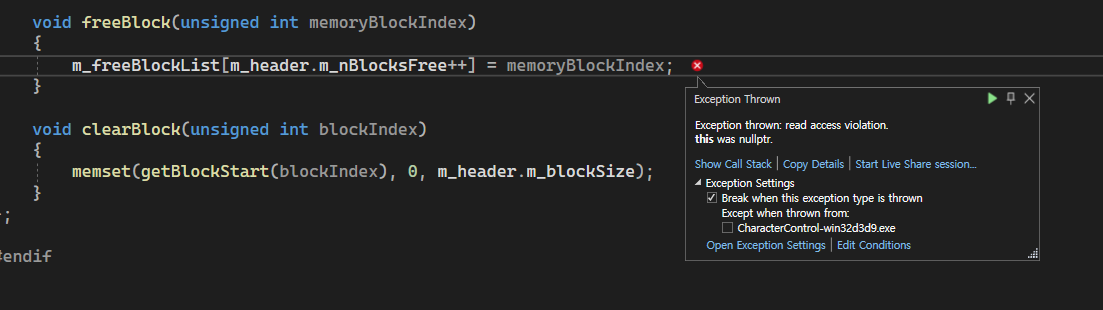 void freeBlock(unsigned int memoryBlockIndex)
{
m_freeBlockList[m_header.m_nBlocksFree++] = memoryBlockIndex;
}
void clearBlock(unsigned int blockIndex)
{
memset(getBlockStart(blockIndex), 0, m_header.m_blockSize);
}
;
#endif
Exception Thrown
Exception thrown: read access violation.
this was nullptr.
Show Call Stack | Copy Details | Start Live Share session...
Exception Settings
Break when this exception type is thrown
Except when thrown from:
CharacterControl-win32d3d9.exe
Open Exception Settings | Edit Conditions